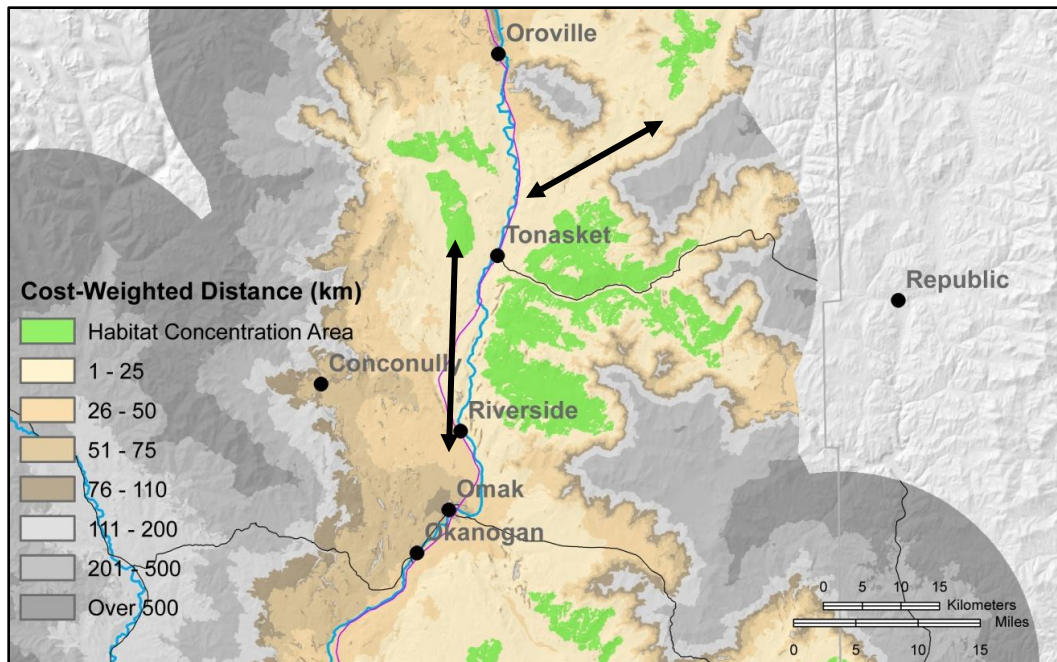 Oroville
Tonasket
Republic
Cost-Weighted Distance (km)
Habitat Concentration Area
1 - 25
26 - 50
51 - 75
76 - 110
111 - 200
201 - 500
Over 500
Conconully
Riverside
Omak
Okanogan
0 5 10 15
Kilometers
Miles
0 5 10 15